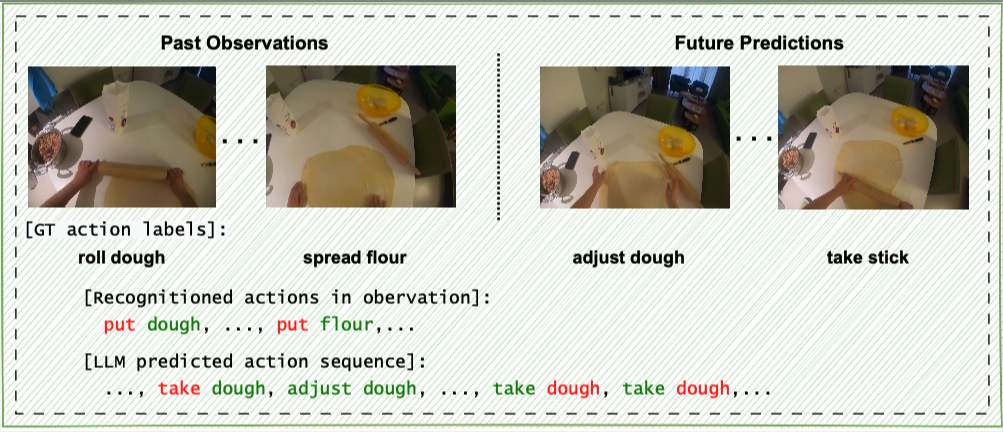 Past Observations Future Predictions
... ...
[GT action labels]:
roll dough spread flour adjust dough take stick
[Recognitioned actions in obervation]:
put dough, ..., put flour,...
[LLM predicted action sequence]:
..., take dough, adjust dough, ..., take dough, take dough,...